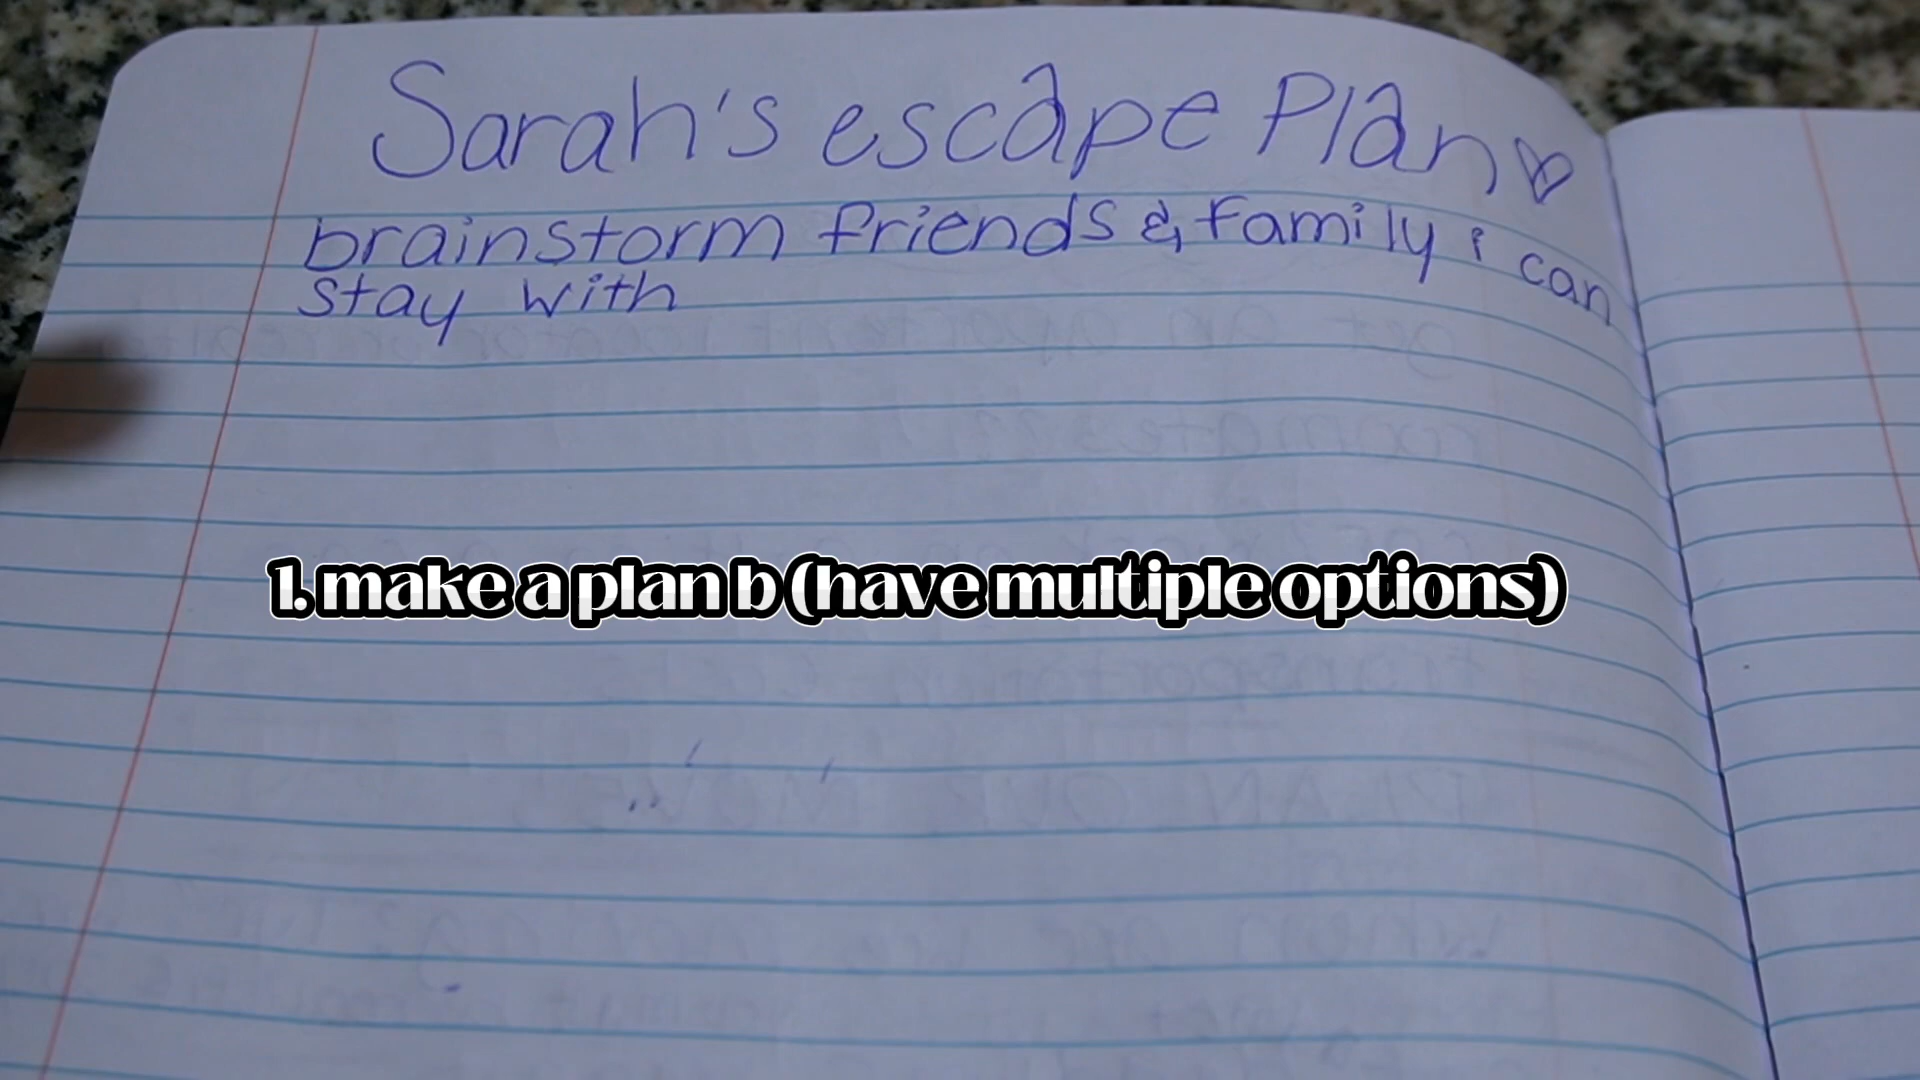 Sarah's escape Plan
brainstorm friends & family i can
stay with
1. make a plan b (have multiple options)